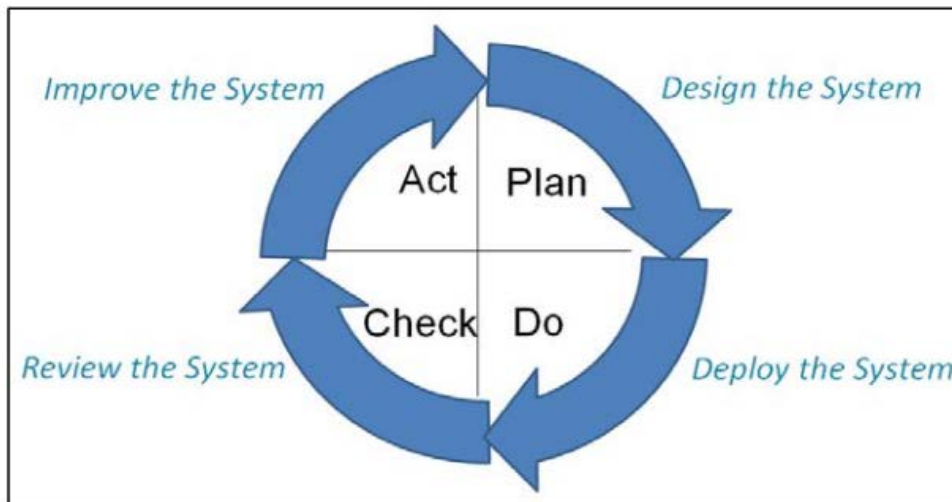 Improve the System
Design the System
Act
Plan
Check
Do
Review the System
Deploy the System